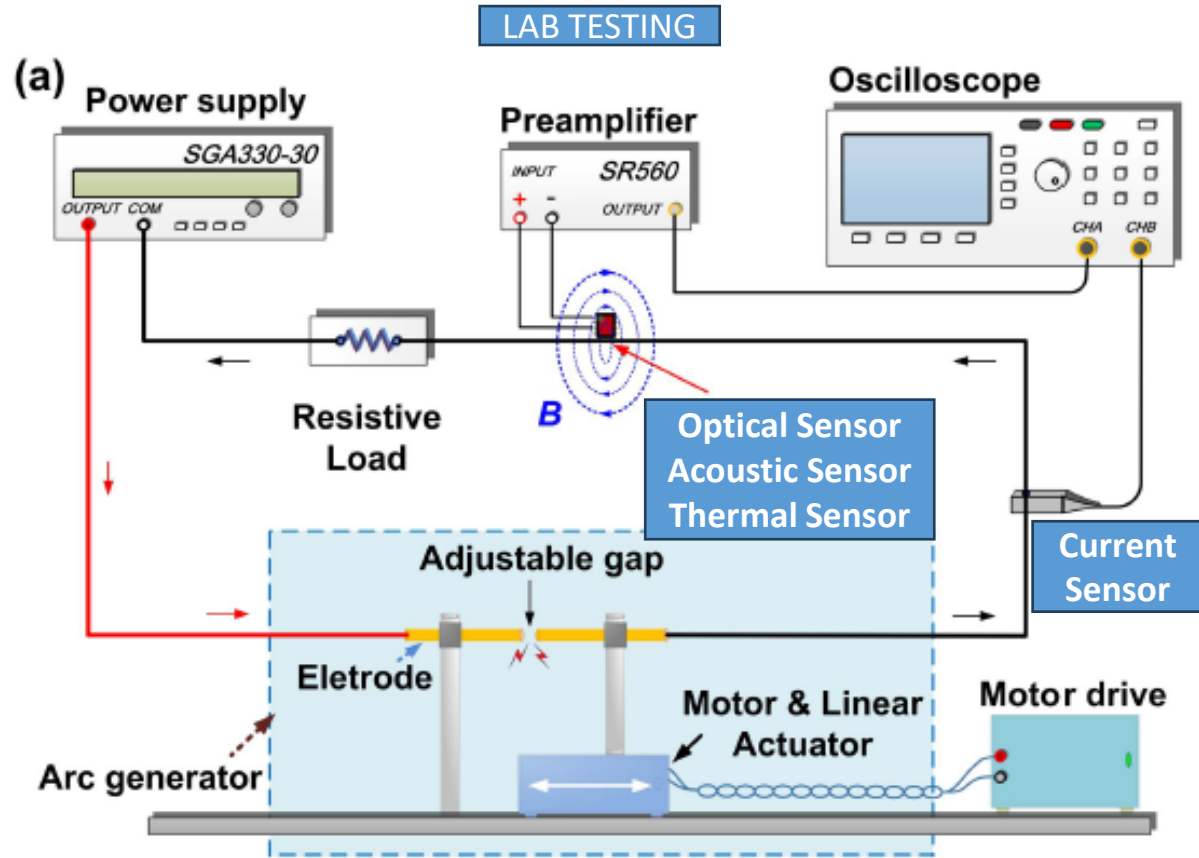 LAB TESTING
(a)
Power supply
SGA330-30
OUTPUT COM
Preamplifier
INPUT SR560
+ -
OUTPUT
Oscilloscope
CHA CHB
Resistive
Load
B
Optical Sensor
Acoustic Sensor
Thermal Sensor
Current
Sensor
Adjustable gap
Eletrode
Motor & Linear
Actuator
Motor drive
Arc generator